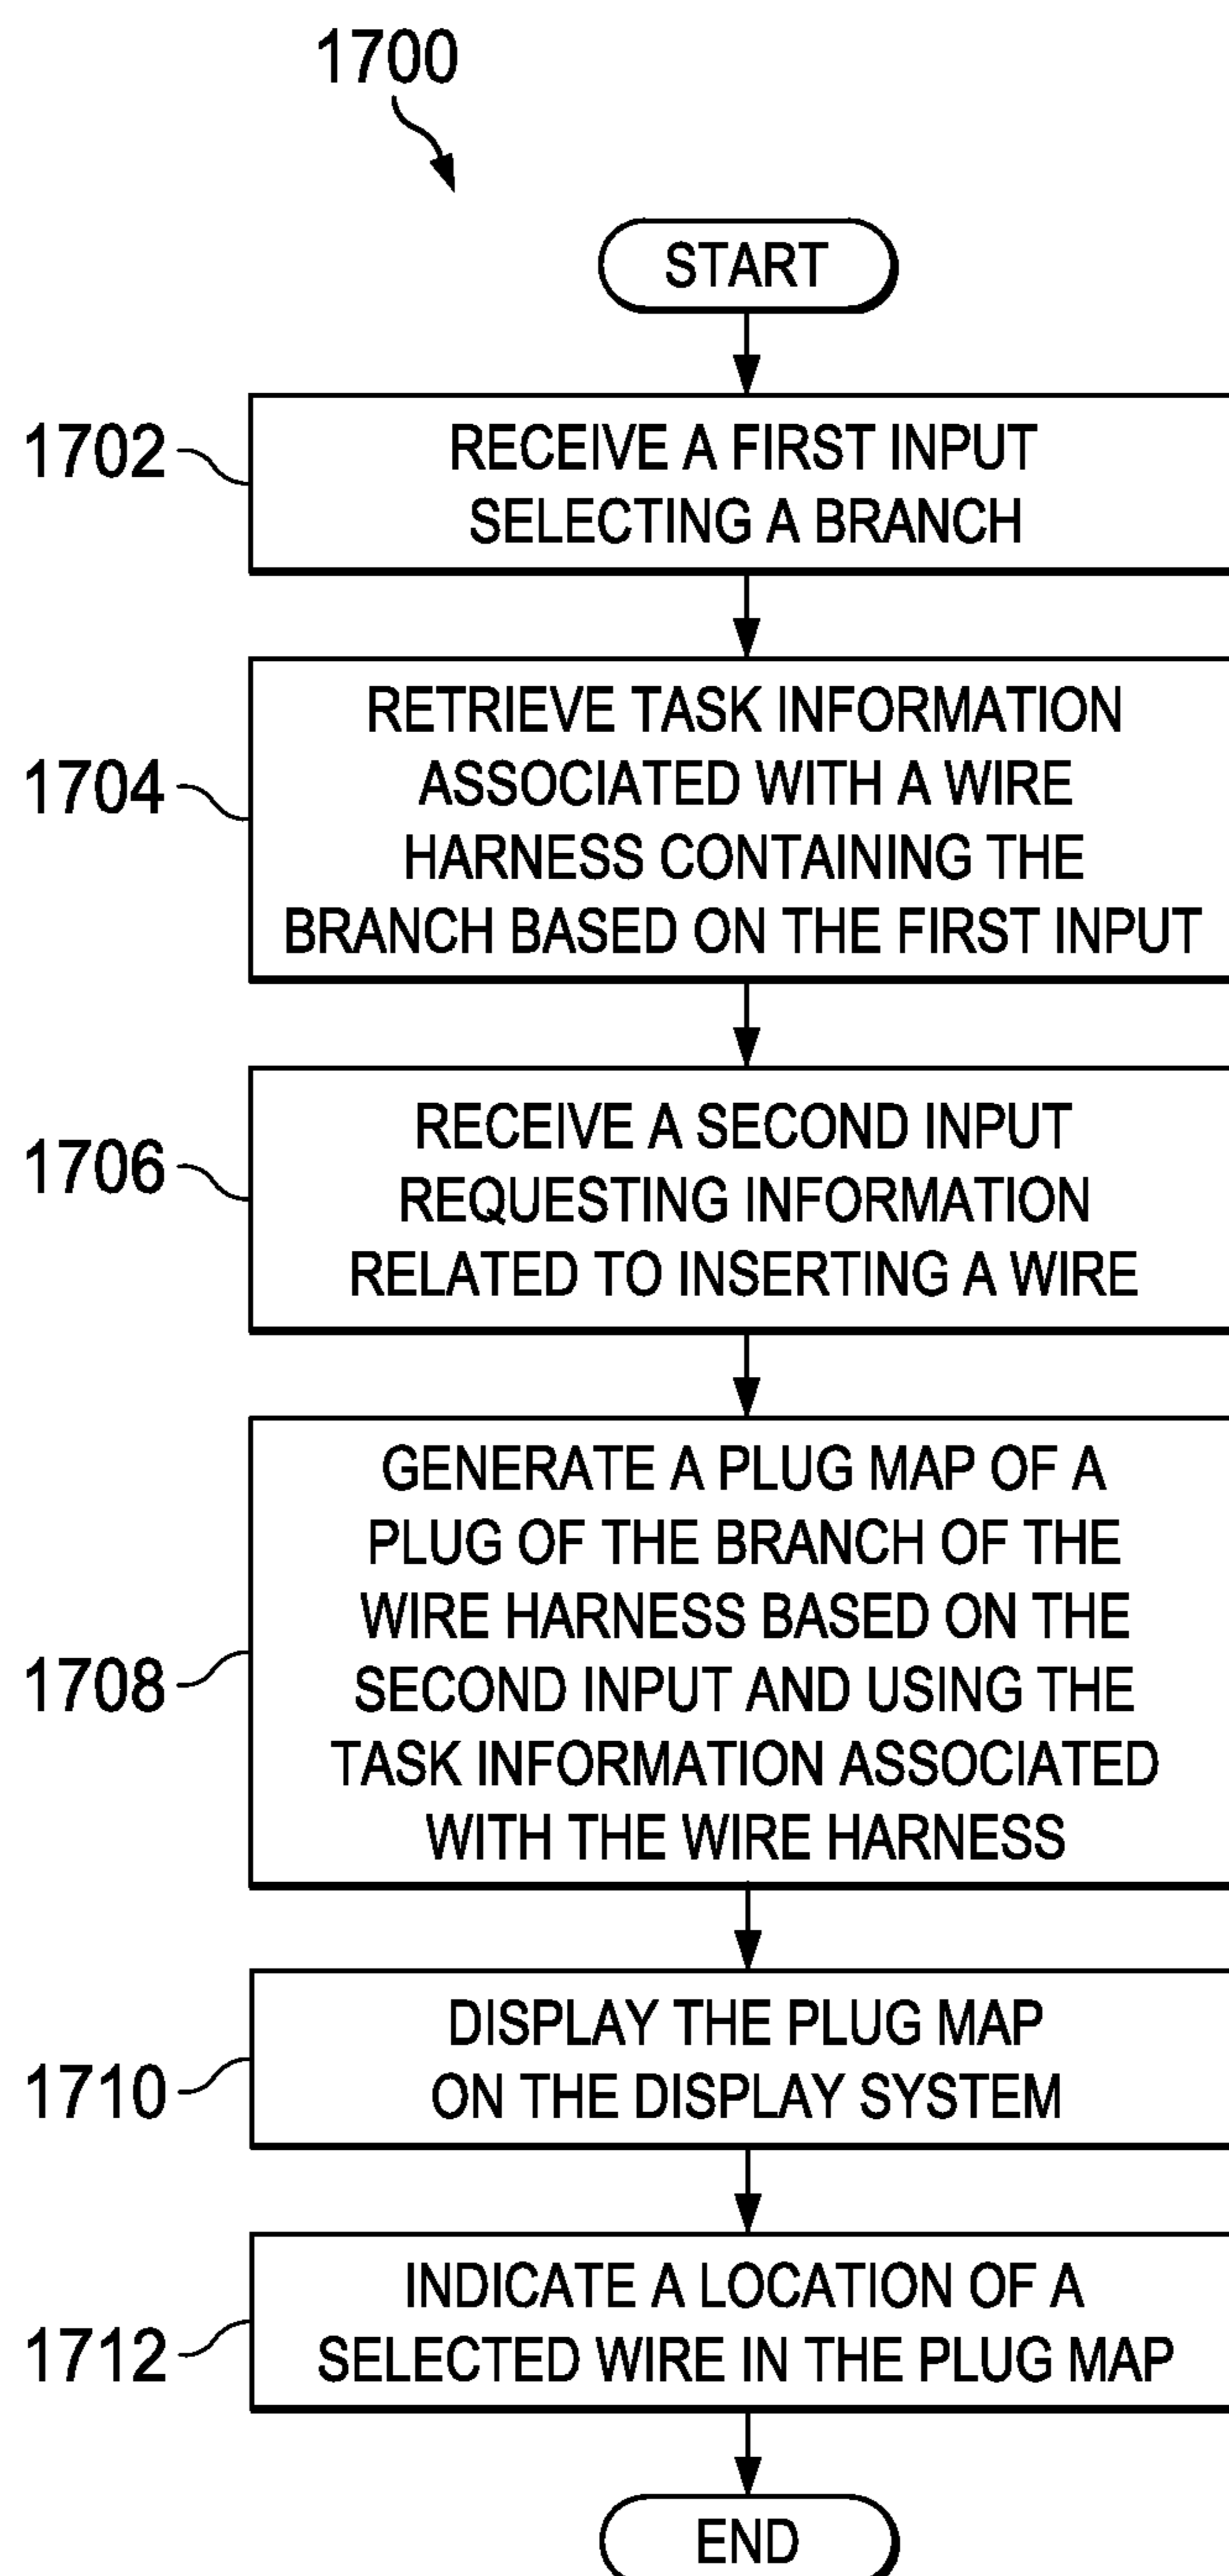 1700
START
1702
RECEIVE A FIRST INPUT
SELECTING A BRANCH
1704
RETRIEVE TASK INFORMATION
ASSOCIATED WITH A WIRE
HARNESS CONTAINING THE
BRANCH BASED ON THE FIRST INPUT
1706
RECEIVE A SECOND INPUT
REQUESTING INFORMATION
RELATED TO INSERTING A WIRE
1708
GENERATE A PLUG MAP OF A
PLUG OF THE BRANCH OF THE
WIRE HARNESS BASED ON THE
SECOND INPUT AND USING THE
TASK INFORMATION ASSOCIATED
WITH THE WIRE HARNESS
1710
DISPLAY THE PLUG MAP
ON THE DISPLAY SYSTEM
1712
INDICATE A LOCATION OF A
SELECTED WIRE IN THE PLUG MAP
END